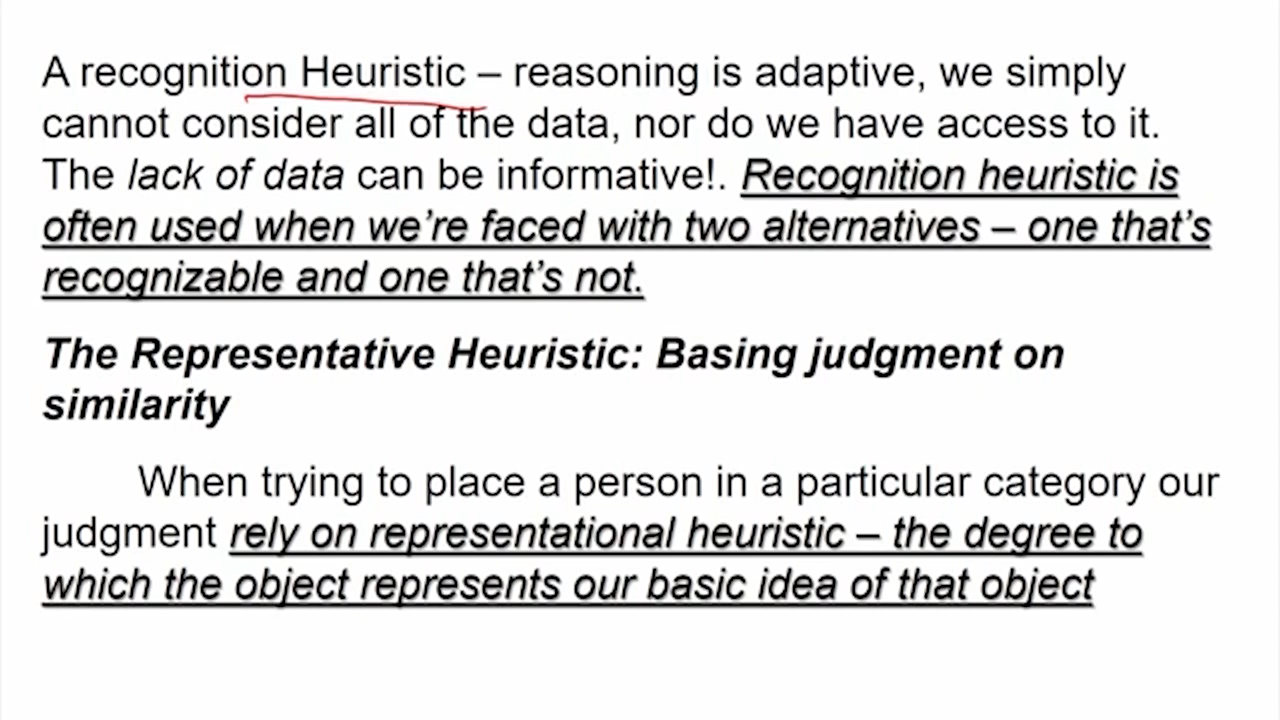 A recognition Heuristic – reasoning is adaptive, we simply
cannot consider all of the data, nor do we have access to it.
The lack of data can be informative!. Recognition heuristic is
often used when we’re faced with two alternatives – one that’s
recognizable and one that’s not.
The Representative Heuristic: Basing judgment on
similarity
When trying to place a person in a particular category our
judgment rely on representational heuristic – the degree to
which the object represents our basic idea of that object